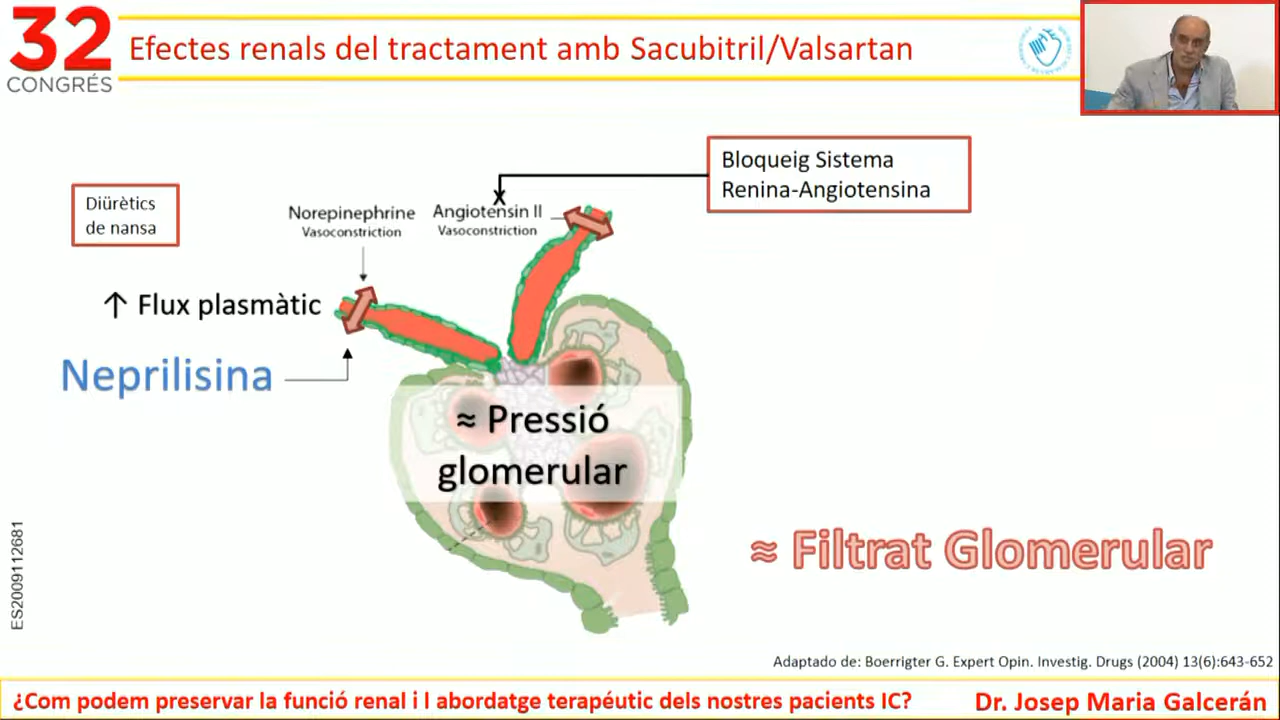 32
CONGRÉS
Efectes renals del tractament amb Sacubitril/Valsartan
Bloqueig Sistema
Renina-Angiotensina
Diürètics
de nansa
Norepinephrine
Vasoconstriction
Angiotensin II
Vasoconstriction
↑ Flux plasmàtic
Neprilisina
≈ Pressió
glomerular
≈ Filtrat Glomerular
ES2009112681
Adaptado de: Boerrigter G. Expert Opin. Investig. Drugs (2004) 13(6):643-652
¿Com podem preservar la funció renal i l abordatge terapéutic dels nostres pacients IC?
Dr. Josep Maria Galcerán